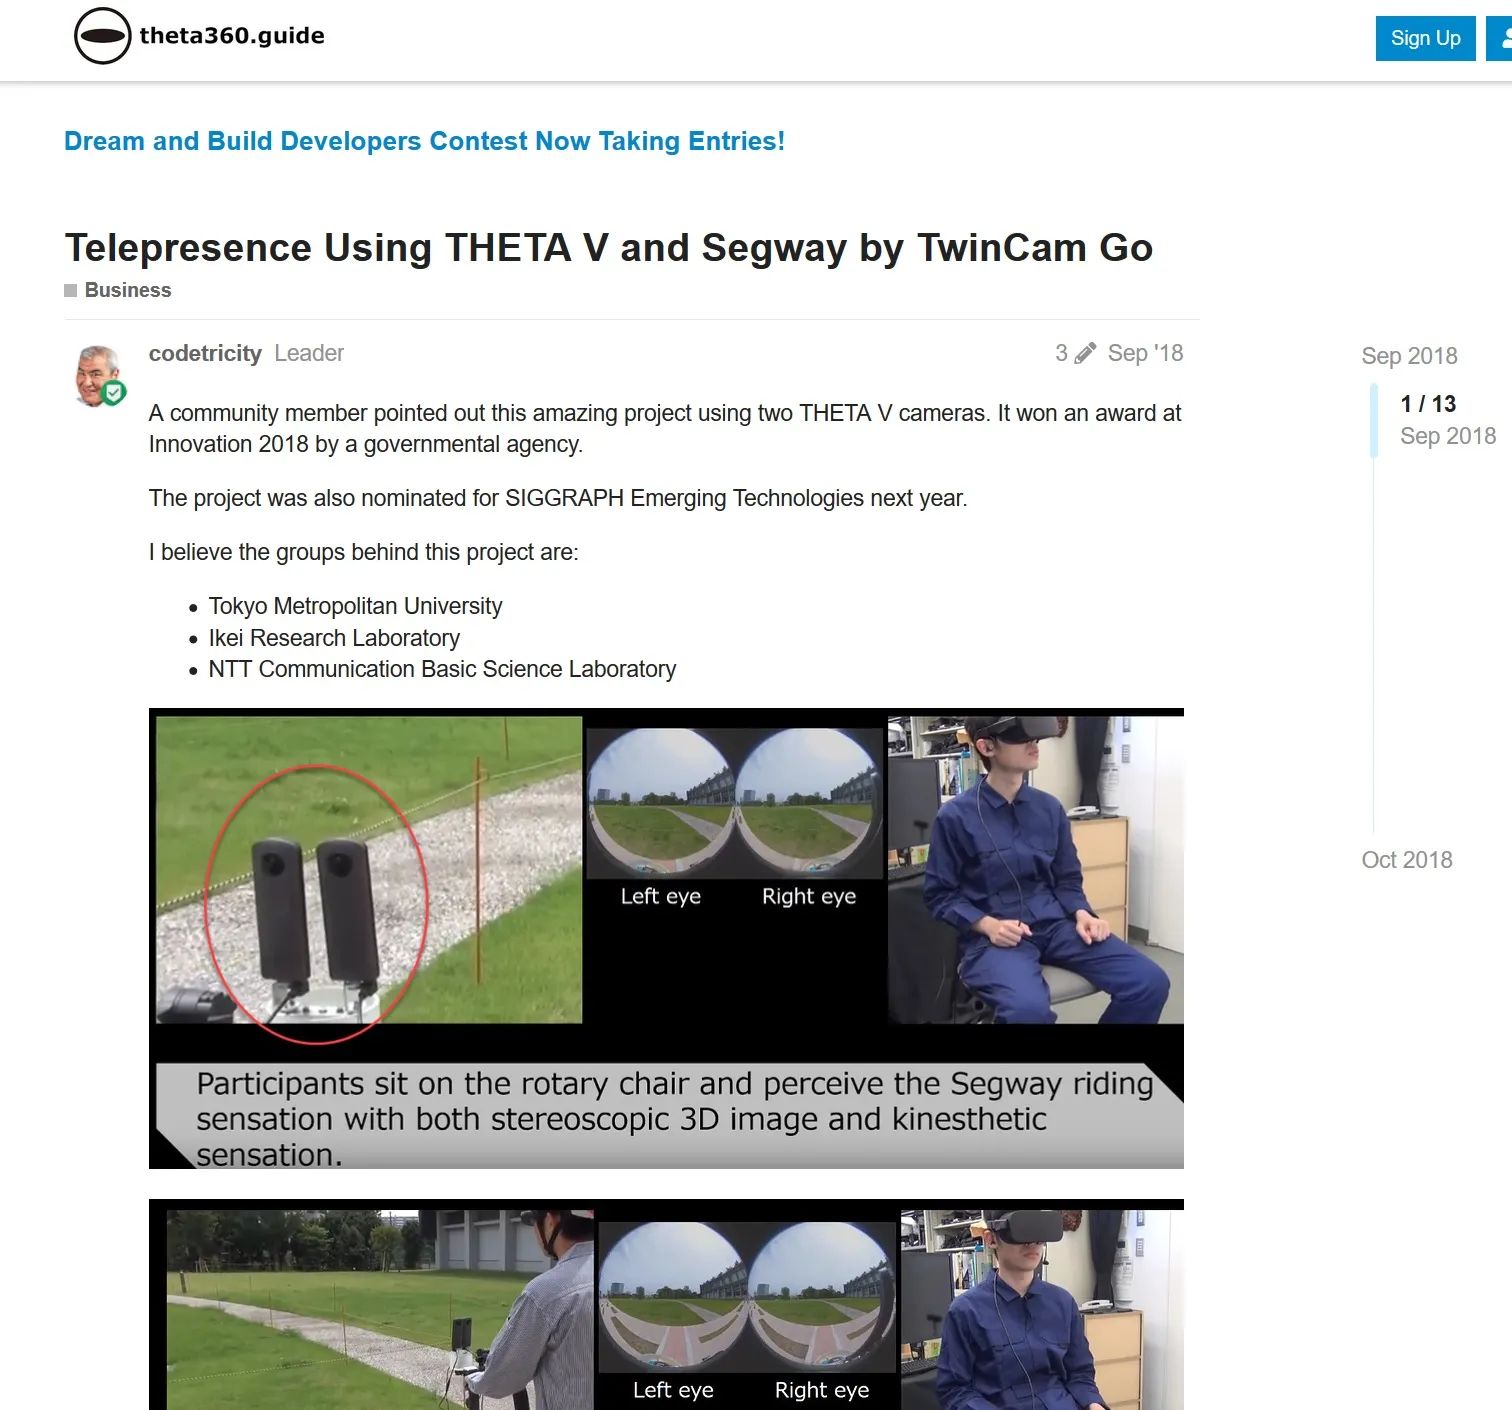 theta360.guide
Sign Up
Dream and Build Developers Contest Now Taking Entries!
Telepresence Using THETA V and Segway by TwinCam Go
Business
codetricity Leader
3 Sep '18
A community member pointed out this amazing project using two THETA V cameras. It won an award at
Innovation 2018 by a governmental agency.
The project was also nominated for SIGGRAPH Emerging Technologies next year.
I believe the groups behind this project are:
Tokyo Metropolitan University
Ikei Research Laboratory
NTT Communication Basic Science Laboratory
Left eye
Right eye
Participants sit on the rotary chair and perceive the Segway riding
sensation with both stereoscopic 3D image and kinesthetic
sensation.
Left eye
Right eye
Sep 2018
1 / 13
Sep 2018
Oct 2018